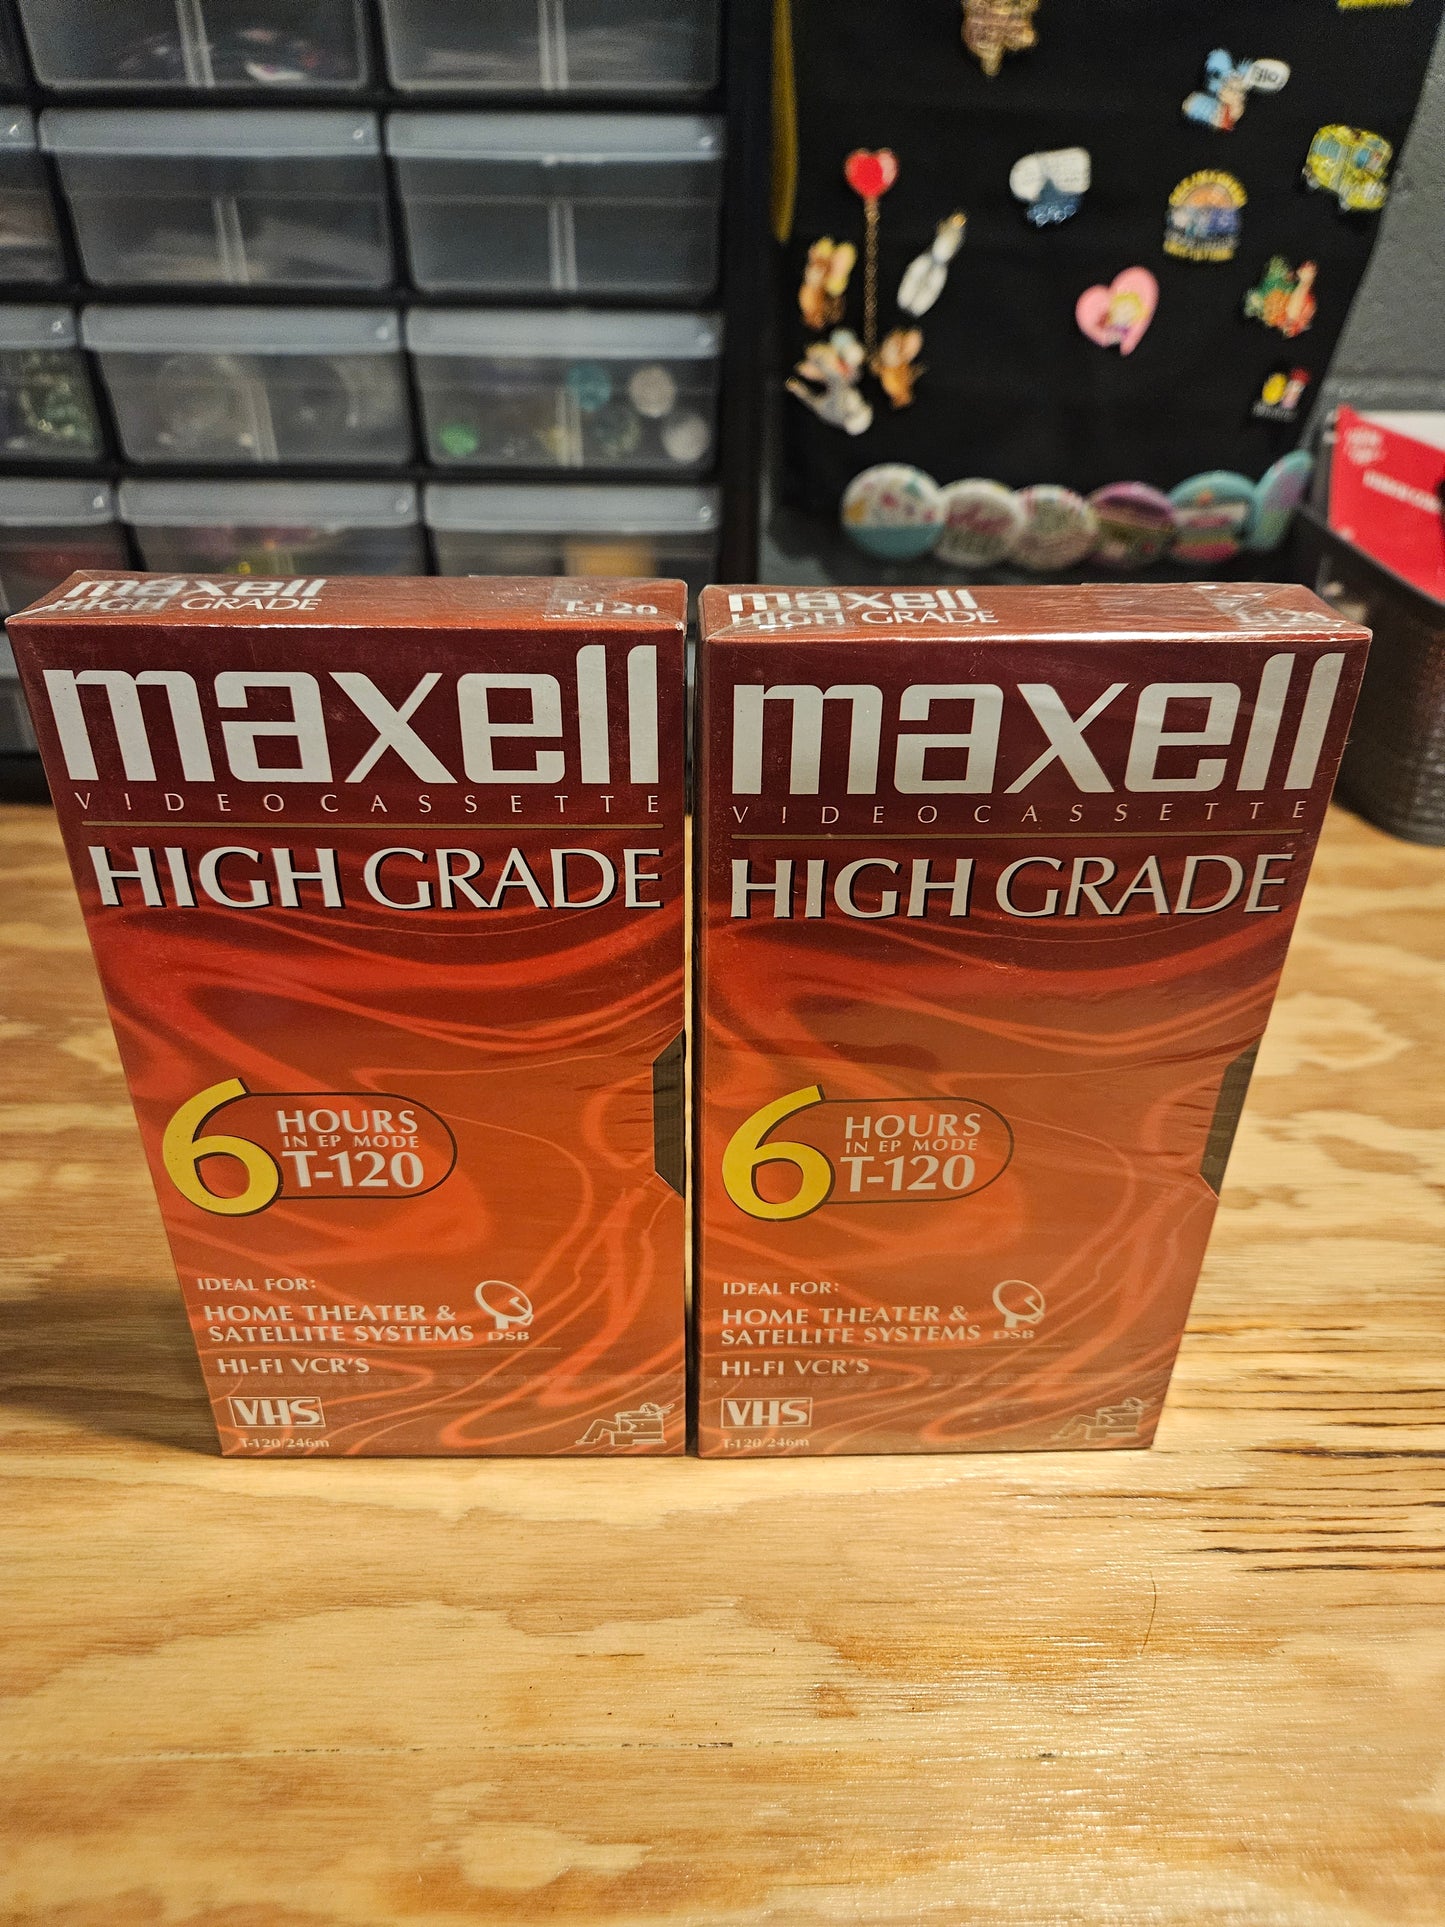 maxell
HIGH GRADE
T-120
maxell
VIDEOCASSETTE
HIGH GRADE
6 HOURS
IN EP MODE
T-120
IDEAL FOR:
HOME THEATER &
SATELLITE SYSTEMS
DSB
HI-FI VCR'S
VHS
T-120/246m
maxell
HIGH GRADE
T-120
maxell
VIDEOCASSETTE
HIGH GRADE
6 HOURS
IN EP MODE
T-120
IDEAL FOR:
HOME THEATER &
SATELLITE SYSTEMS
DSB
HI-FI VCR'S
VHS
T-120/246m